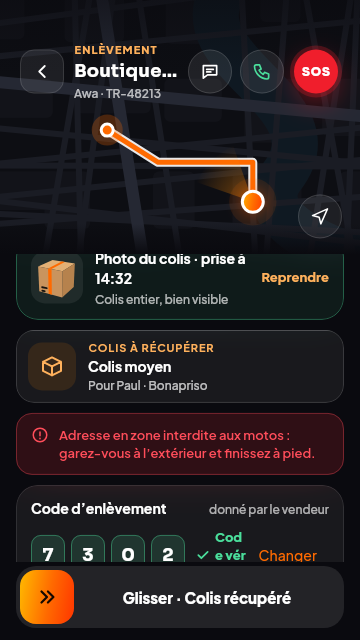 ENLÈVEMENT
Boutique...
Awa · TR-48213
SOS
Photo du colis · prise à
14:32
Colis entier, bien visible
Reprendre
COLIS À RÉCUPÉRER
Colis moyen
Pour Paul · Bonapriso
Adresse en zone interdite aux motos :
garez-vous à l'extérieur et finissez à pied.
Code d'enlèvement
donné par le vendeur
7 3 0 2
Cod
e vér
Changer
Glisser · Colis récupéré